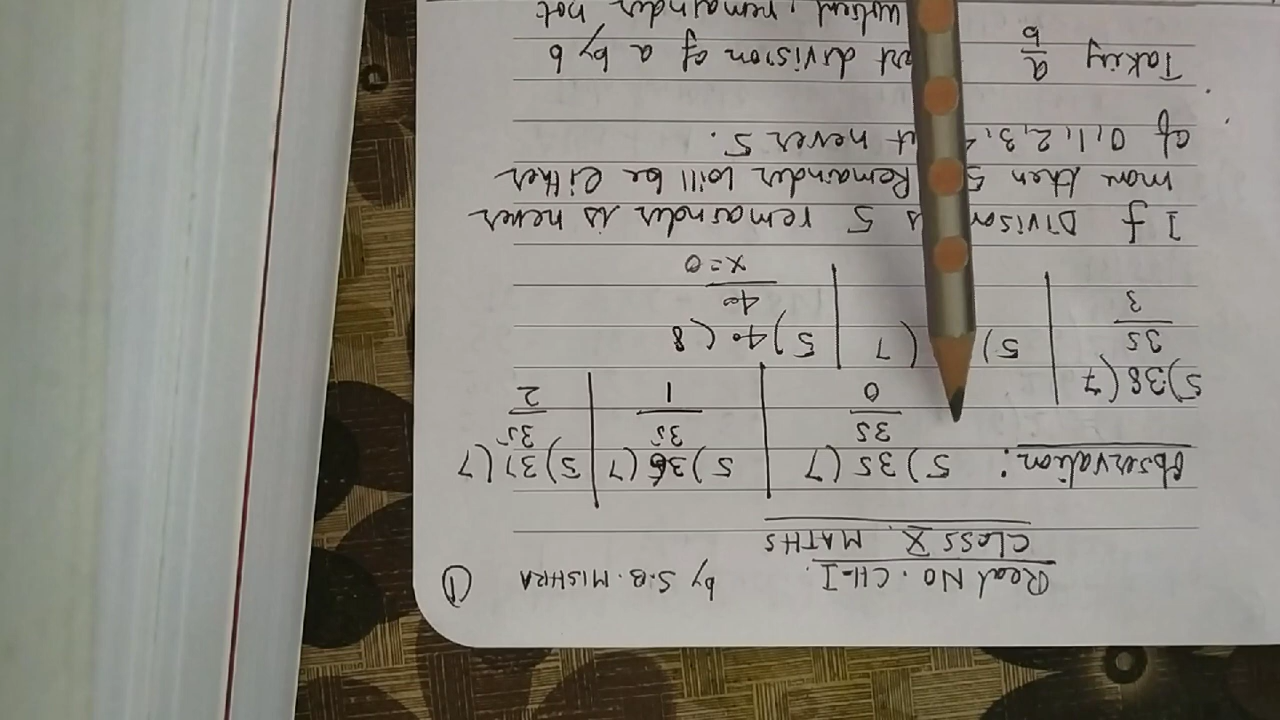 Real No. CH-I. by S.B. MISHRA 1
CLASS X MATHS
Observation: 5) 35 (7 | 5) 36 (7 | 5) 37 (7
35 | 35 | 35
0 | 1 | 2
5) 38 (7 | 5) (7 | 5) 40 (8
35 | 40
3 | x=0
If Divisor is 5 remainder is never
more then 5 Remainder will be either
of 0,1,2,3, never 5.
Taking a/b division of a by b
remainder not